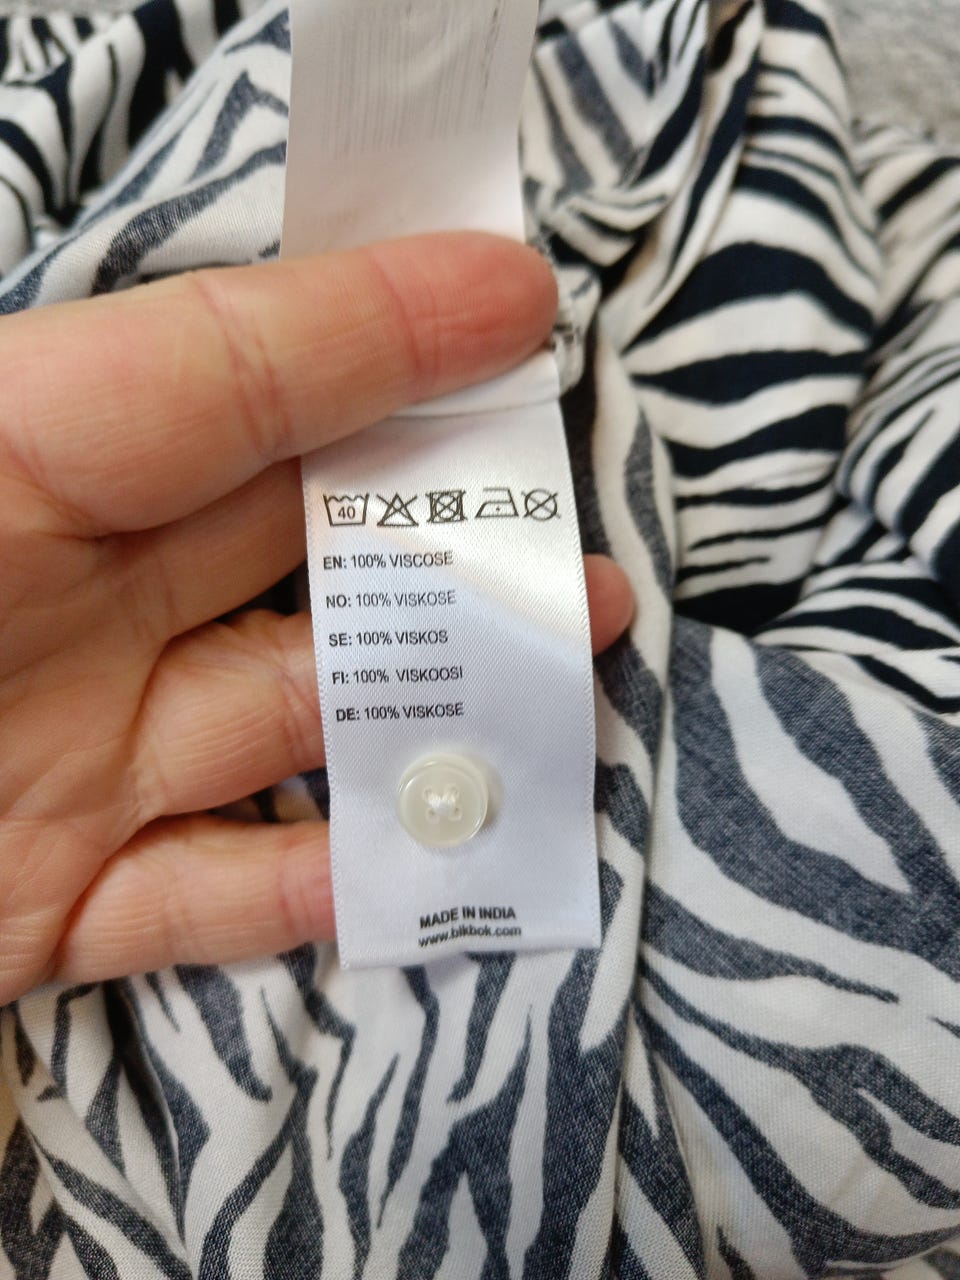 40
EN: 100% VISCOSE
NO: 100% VISKOSE
SE: 100% VISKOS
FI: 100% VISKOOSI
DE: 100% VISKOSE
MADE IN INDIA
www.bikbok.com